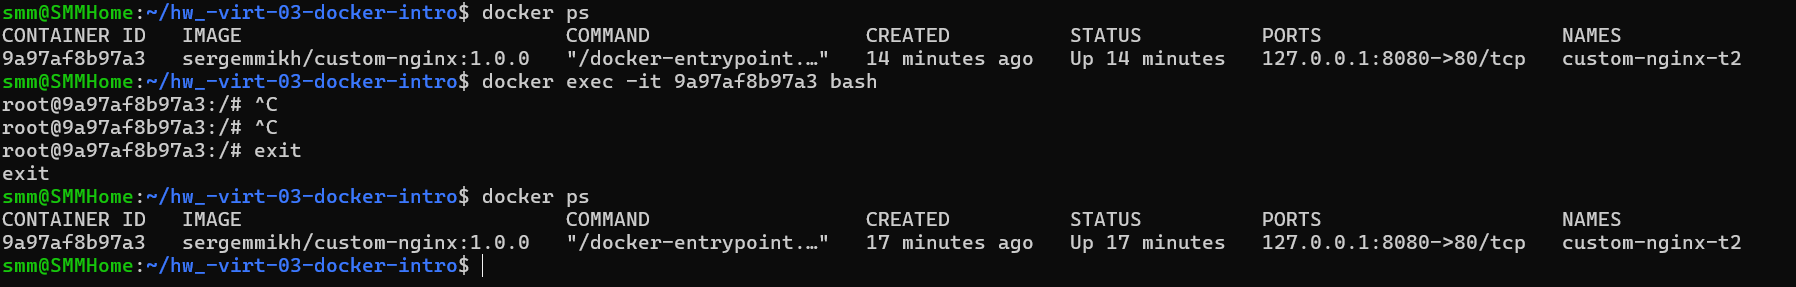 smm@SMMHome:~/hw_-virt-03-docker-intro$ docker ps
CONTAINER ID   IMAGE                           COMMAND                  CREATED          STATUS          PORTS                    NAMES
9a97af8b97a3   sergemmikh/custom-nginx:1.0.0   "/docker-entrypoint.…"   14 minutes ago   Up 14 minutes   127.0.0.1:8080->80/tcp   custom-nginx-t2
smm@SMMHome:~/hw_-virt-03-docker-intro$ docker exec -it 9a97af8b97a3 bash
root@9a97af8b97a3:/# ^C
root@9a97af8b97a3:/# ^C
root@9a97af8b97a3:/# exit
exit
smm@SMMHome:~/hw_-virt-03-docker-intro$ docker ps
CONTAINER ID   IMAGE                           COMMAND                  CREATED          STATUS          PORTS                    NAMES
9a97af8b97a3   sergemmikh/custom-nginx:1.0.0   "/docker-entrypoint.…"   17 minutes ago   Up 17 minutes   127.0.0.1:8080->80/tcp   custom-nginx-t2
smm@SMMHome:~/hw_-virt-03-docker-intro$